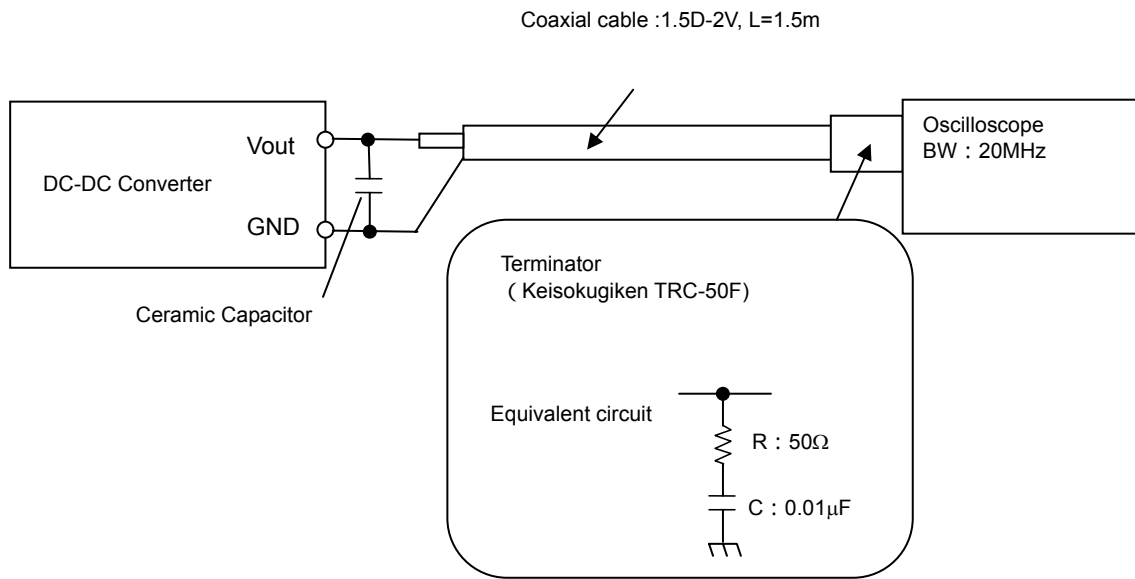 Coaxial cable :1.5D-2V, L=1.5m
Vout
DC-DC Converter
GND
Ceramic Capacitor
Oscilloscope
BW：20MHz
Terminator
（ Keisokugiken TRC-50F)
Equivalent circuit
R：50Ω
C：0.01μF